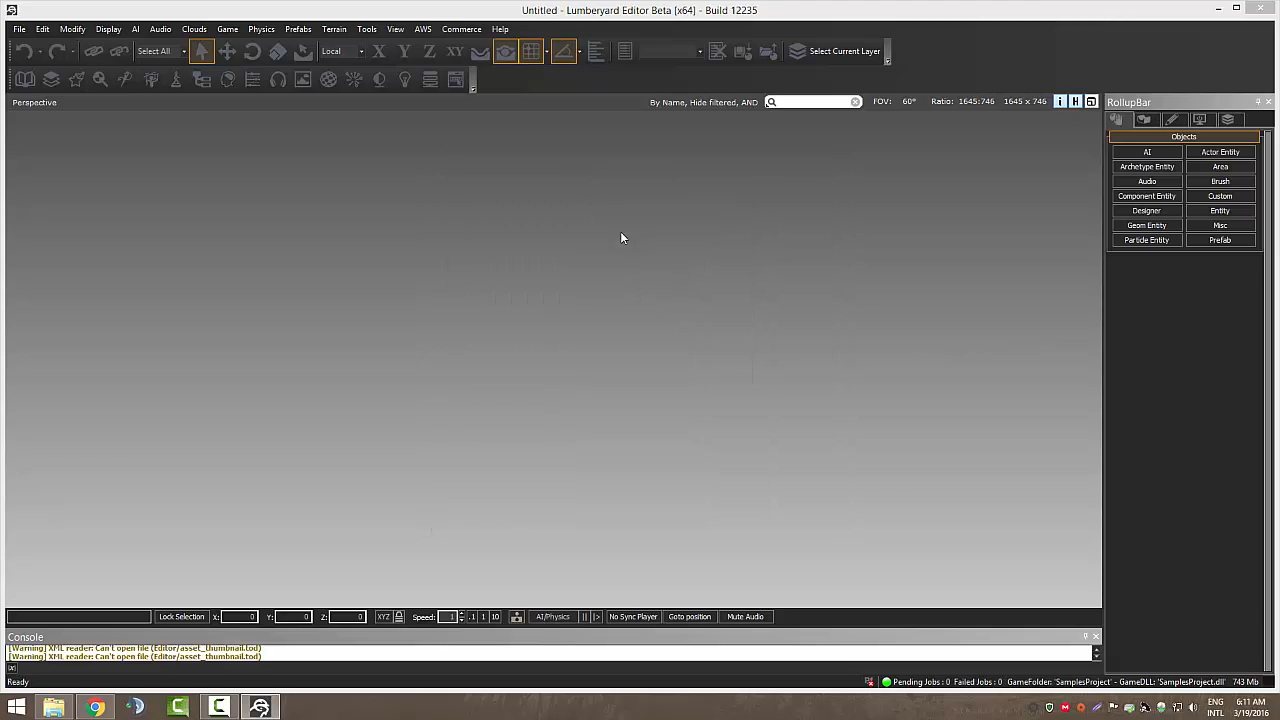 Untitled - Lumberyard Editor Beta [x64] - Build 12235
File Edit Modify Display AI Audio Clouds Game Physics Prefabs Terrain Tools View AWS Commerce Help
Select All Local X Y Z XY Select Current Layer
Perspective By Name, Hide filtered, AND FOV: 60° Ratio: 1645:746 1645 x 746 i H
RollupBar
Objects
AI Actor Entity
Archetype Entity Area
Audio Brush
Component Entity Custom
Designer Entity
Geom Entity Misc
Particle Entity Prefab
Lock Selection X: 0 Y: 0 Z: 0 XYZ Speed: 1 .1 1 10 AI/Physics No Sync Player Goto position Mute Audio
Console
[Warning] XML reader: Can't open file (Editor/asset_thumbnail.tod)
[Warning] XML reader: Can't open file (Editor/asset_thumbnail.tod)
Ready Pending Jobs : 0 Failed Jobs : 0 GameFolder: 'SamplesProject' - GameDLL: 'SamplesProject.dll' 743 Mb
ENG 6:11 AM
INTL 3/19/2016